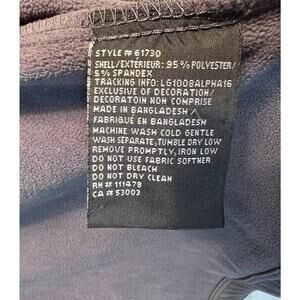 STYLE# 61730
SHELL/EXTÉRIEUR: 95% POLYESTER/
5% SPANDEX
TRACKING INFO: LG1008ALPHA16
EXCLUSIVE OF DECORATION/
DECORATOIN NON COMPRISE
MADE IN BANGLADESH /
FABRIQUÉ EN BANGLADESH
MACHINE WASH COLD GENTLE
WASH SEPARATE, TUMBLE DRY LOW
REMOVE PROMPTLY, IRON LOW
DO NOT USE FABRIC SOFTNER
DO NOT BLEACH
DO NOT DRY CLEAN
RN# 111478
CA# 53003